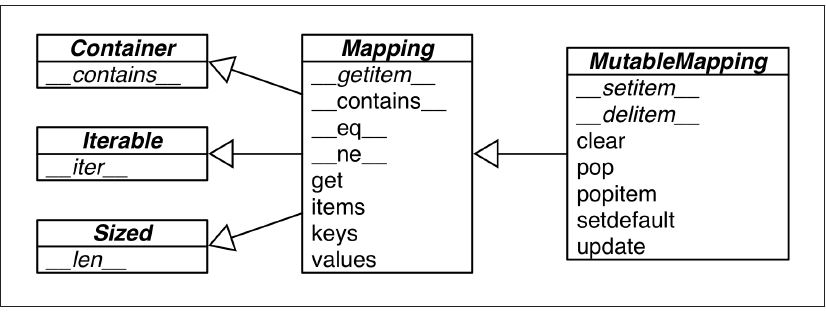 Container
__contains__
Iterable
__iter__
Sized
__len__
Mapping
__getitem__
__contains__
__eq__
__ne__
get
items
keys
values
MutableMapping
__setitem__
__delitem__
clear
pop
popitem
setdefault
update